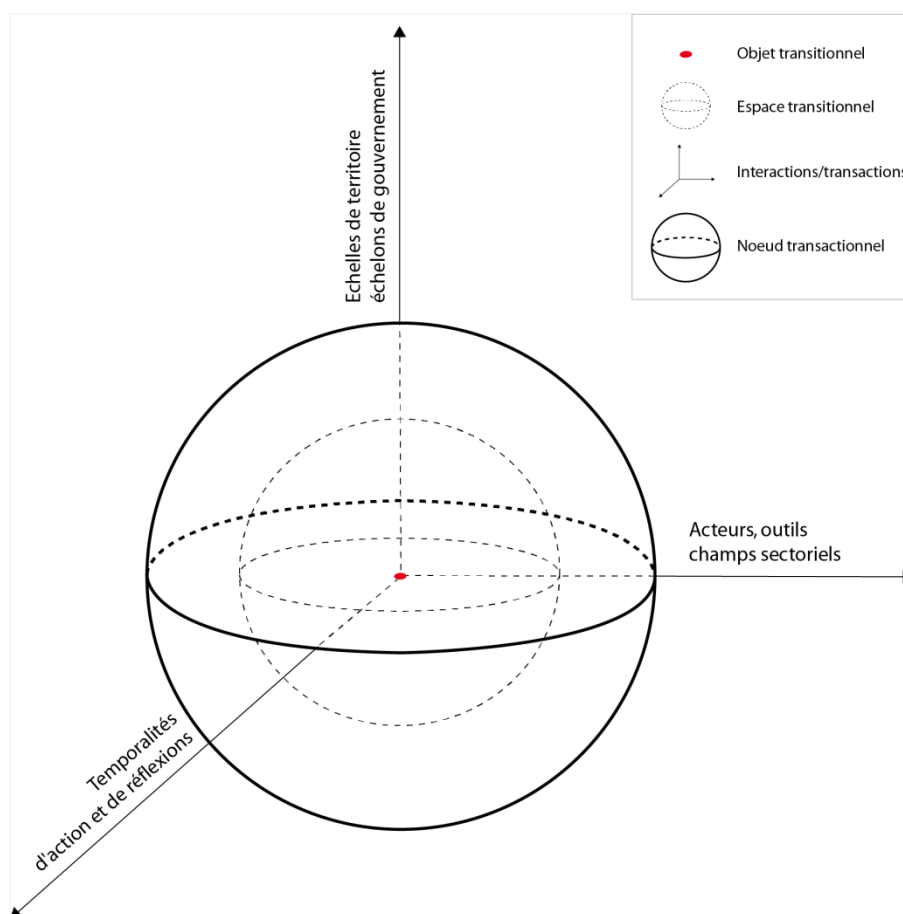 Objet transitionnel
Espace transitionnel
Interactions/transactions
Noeud transactionnel
Echelles de territoire
échelons de gouvernement
Acteurs, outils
champs sectoriels
Temporalités
d'action et de réflexions